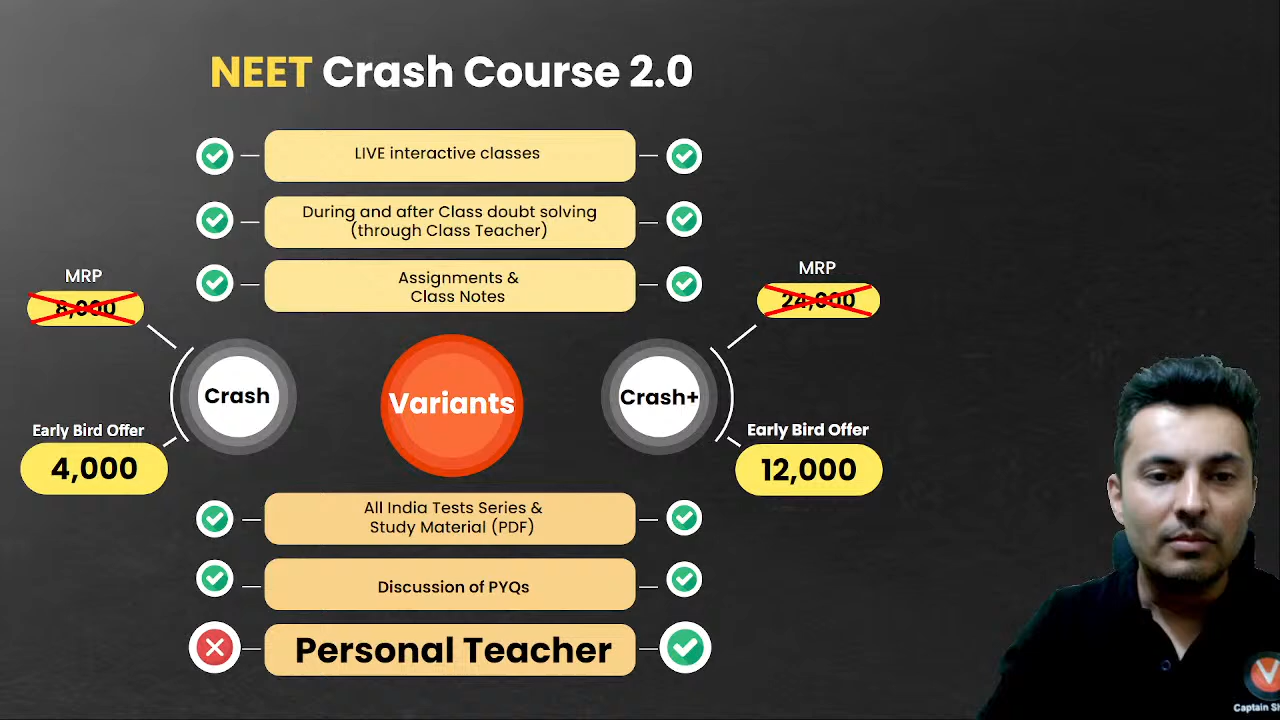 NEET Crash Course 2.0
LIVE interactive classes
During and after Class doubt solving
(through Class Teacher)
Assignments &
Class Notes
MRP
8,000
MRP
24,000
Crash
Variants
Crash+
Early Bird Offer
4,000
Early Bird Offer
12,000
All India Tests Series &
Study Material (PDF)
Discussion of PYQs
Personal Teacher
V
Captain